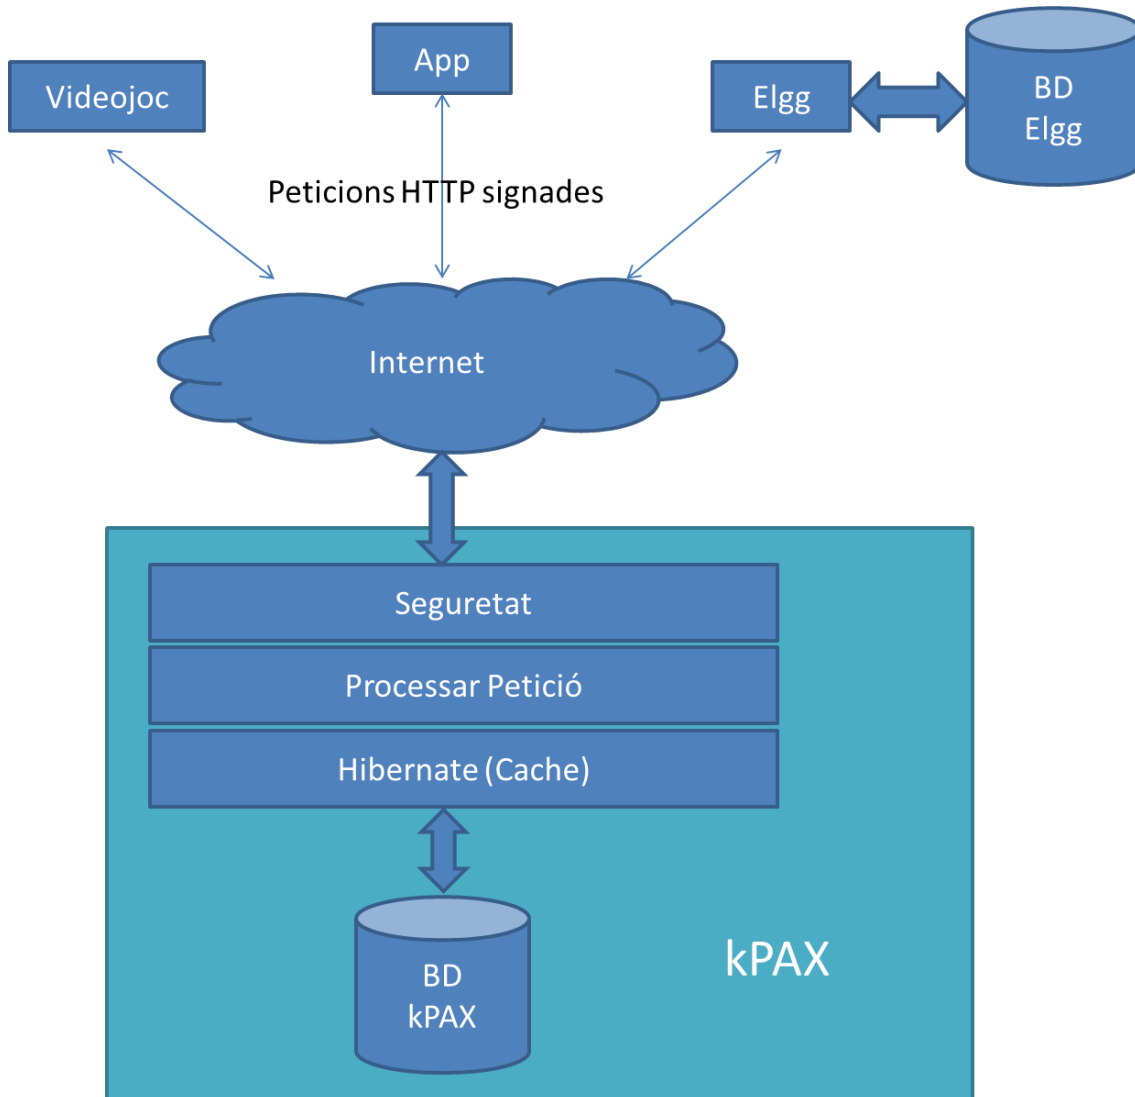 Videojoc
App
Elgg
BD
Elgg
Peticions HTTP signades
Internet
Seguretat
Processar Petició
Hibernate (Cache)
BD
kPAX
kPAX